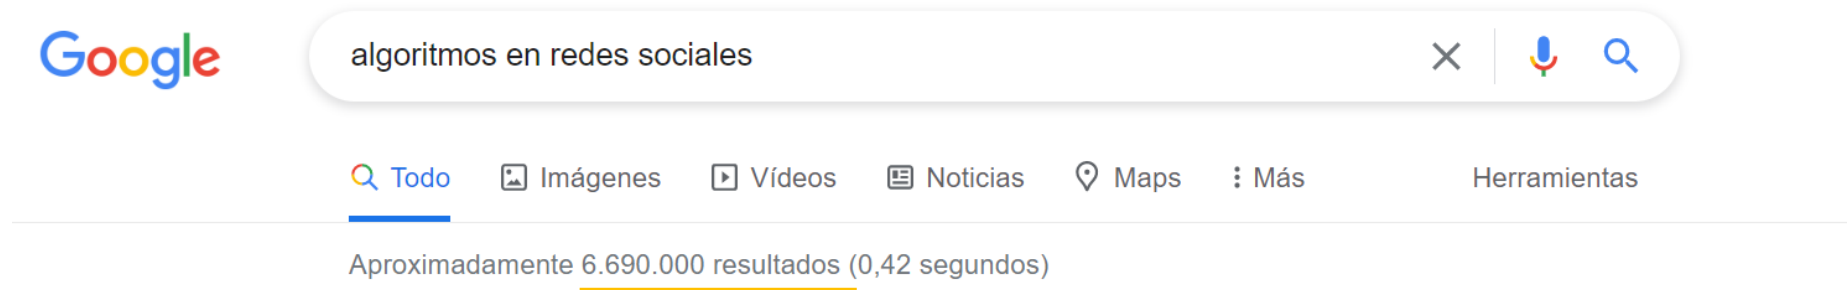 Google algoritmos en redes sociales
Todo Imágenes Vídeos Noticias Maps Más Herramientas
Aproximadamente 6.690.000 resultados (0,42 segundos)